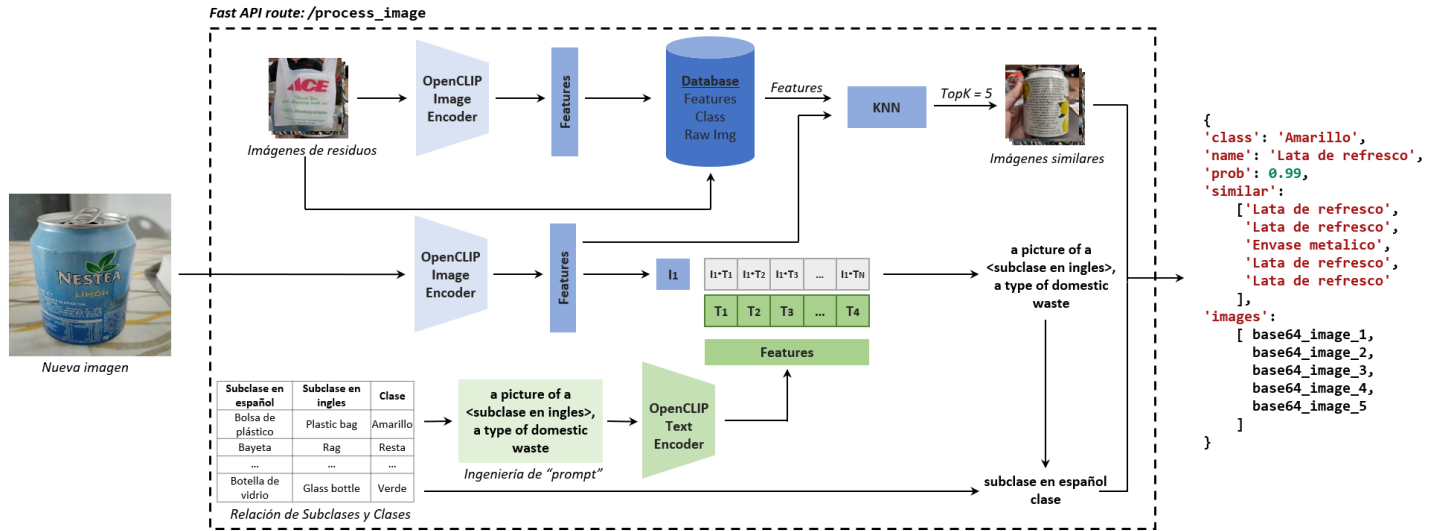 Fast API route: /process_image
ACE
OpenCLIP
Image
Encoder
Features
Database
Features
Class
Raw Img
Features
KNN
TopK = 5
Imágenes de residuos
Imágenes similares
NESTEA
LIMÓN
Nueva imagen
OpenCLIP
Image
Encoder
Features
I1
I1·T1 I1·T2 I1·T3 ... I1·TN
T1 T2 T3 ... T4
Features
a picture of a
<subclase en ingles>,
a type of domestic
waste
Subclase en español Subclase en ingles Clase
Bolsa de plástico Plastic bag Amarillo
Bayeta Rag Resta
... ... ...
Botella de vidrio Glass bottle Verde
Relación de Subclases y Clases
a picture of a
<subclase en ingles>,
a type of domestic
waste
Ingeniería de “prompt”
OpenCLIP
Text
Encoder
subclase en español
clase
{
'class': 'Amarillo',
'name': 'Lata de refresco',
'prob': 0.99,
'similar':
['Lata de refresco',
'Lata de refresco',
'Envase metalico',
'Lata de refresco',
'Lata de refresco'
],
'images':
[ base64_image_1,
base64_image_2,
base64_image_3,
base64_image_4,
base64_image_5
]
}